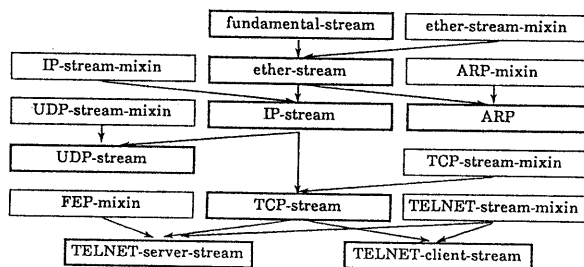 fundamental-stream
ether-stream-mixin
IP-stream-mixin
ether-stream
ARP-mixin
UDP-stream-mixin
IP-stream
ARP
UDP-stream
TCP-stream-mixin
FEP-mixin
TCP-stream
TELNET-stream-mixin
TELNET-server-stream
TELNET-client-stream